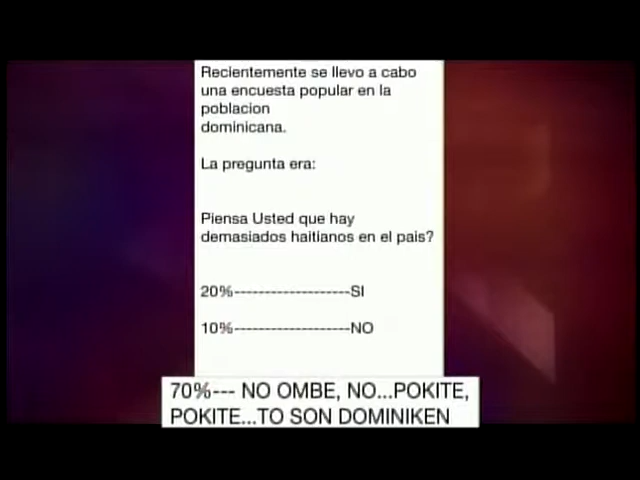 Recientemente se llevo a cabo
una encuesta popular en la
poblacion
dominicana.
La pregunta era:
Piensa Usted que hay
demasiados haitianos en el pais?
20%-------------------SI
10%-------------------NO
70%--- NO OMBE, NO...POKITE,
POKITE...TO SON DOMINIKEN